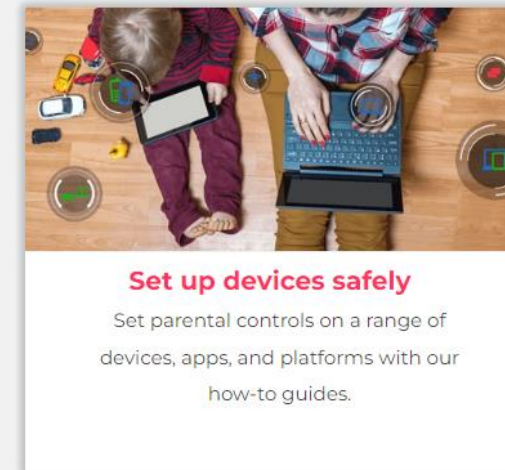 Set up devices safely
Set parental controls on a range of
devices, apps, and platforms with our
how-to guides.